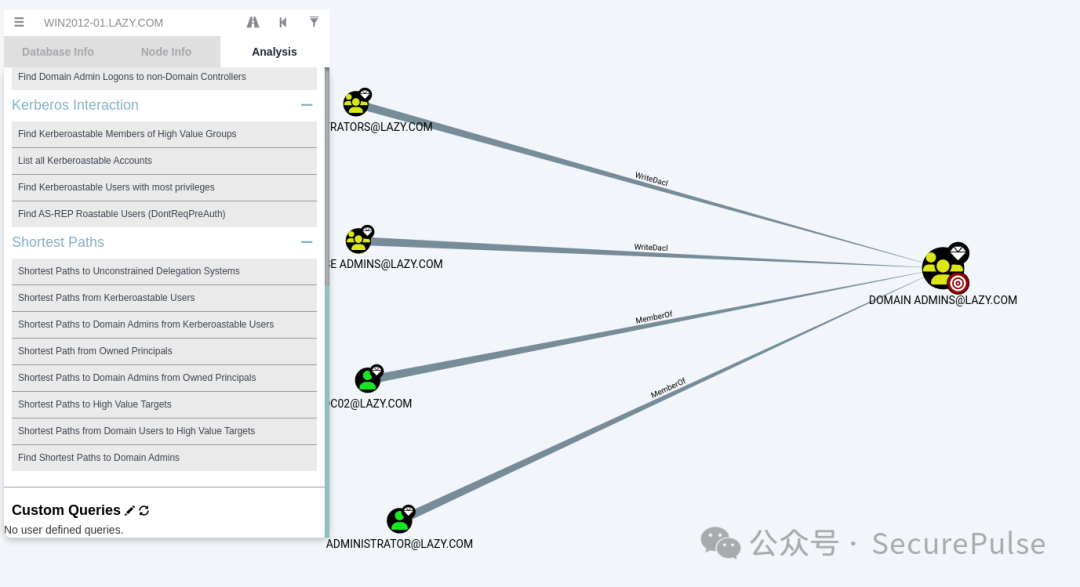 WIN2012-01.LAZY.COM
Database Info
Node Info
Analysis
Find Domain Admin Logons to non-Domain Controllers
Kerberos Interaction
Find Kerberoastable Members of High Value Groups
List all Kerberoastable Accounts
Find Kerberoastable Users with most privileges
Find AS-REP Roastable Users (DontReqPreAuth)
Shortest Paths
Shortest Paths to Unconstrained Delegation Systems
Shortest Paths from Kerberoastable Users
Shortest Paths to Domain Admins from Kerberoastable Users
Shortest Path from Owned Principals
Shortest Paths to Domain Admins from Owned Principals
Shortest Paths to High Value Targets
Shortest Paths from Domain Users to High Value Targets
Find Shortest Paths to Domain Admins
Custom Queries
No user defined queries.
RATORS@LAZY.COM
WriteDacl
E ADMINS@LAZY.COM
WriteDacl
DOMAIN ADMINS@LAZY.COM
MemberOf
C02@LAZY.COM
MemberOf
ADMINISTRATOR@LAZY.COM
公众号 · SecurePulse